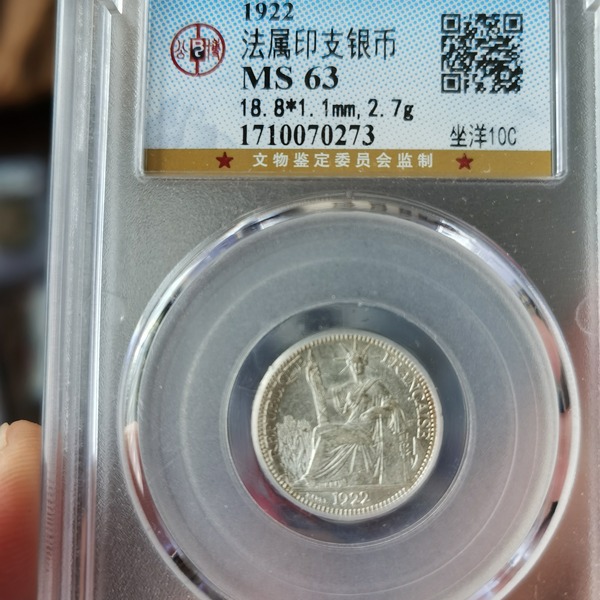 1922
法属印支银币
MS 63
18.8*1.1mm, 2.7g
1710070273
坐洋10C
文物鉴定委员会监制
FRANÇAISE
1922